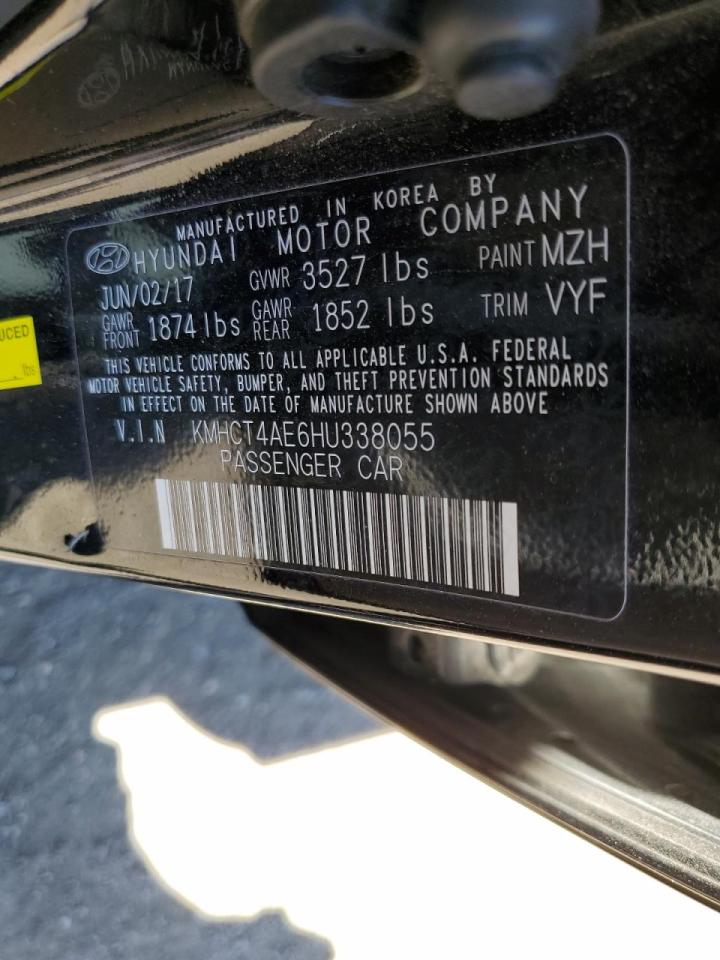 MANUFACTURED IN KOREA BY
HYUNDAI MOTOR COMPANY
JUN/02/17 GVWR 3527 lbs PAINT MZH
GAWR FRONT 1874 lbs GAWR REAR 1852 lbs TRIM VYF
THIS VEHICLE CONFORMS TO ALL APPLICABLE U.S.A. FEDERAL
MOTOR VEHICLE SAFETY, BUMPER, AND THEFT PREVENTION STANDARDS
IN EFFECT ON THE DATE OF MANUFACTURE SHOWN ABOVE
V.I.N KMHCT4AE6HU338055
PASSENGER CAR
UCED
lbs